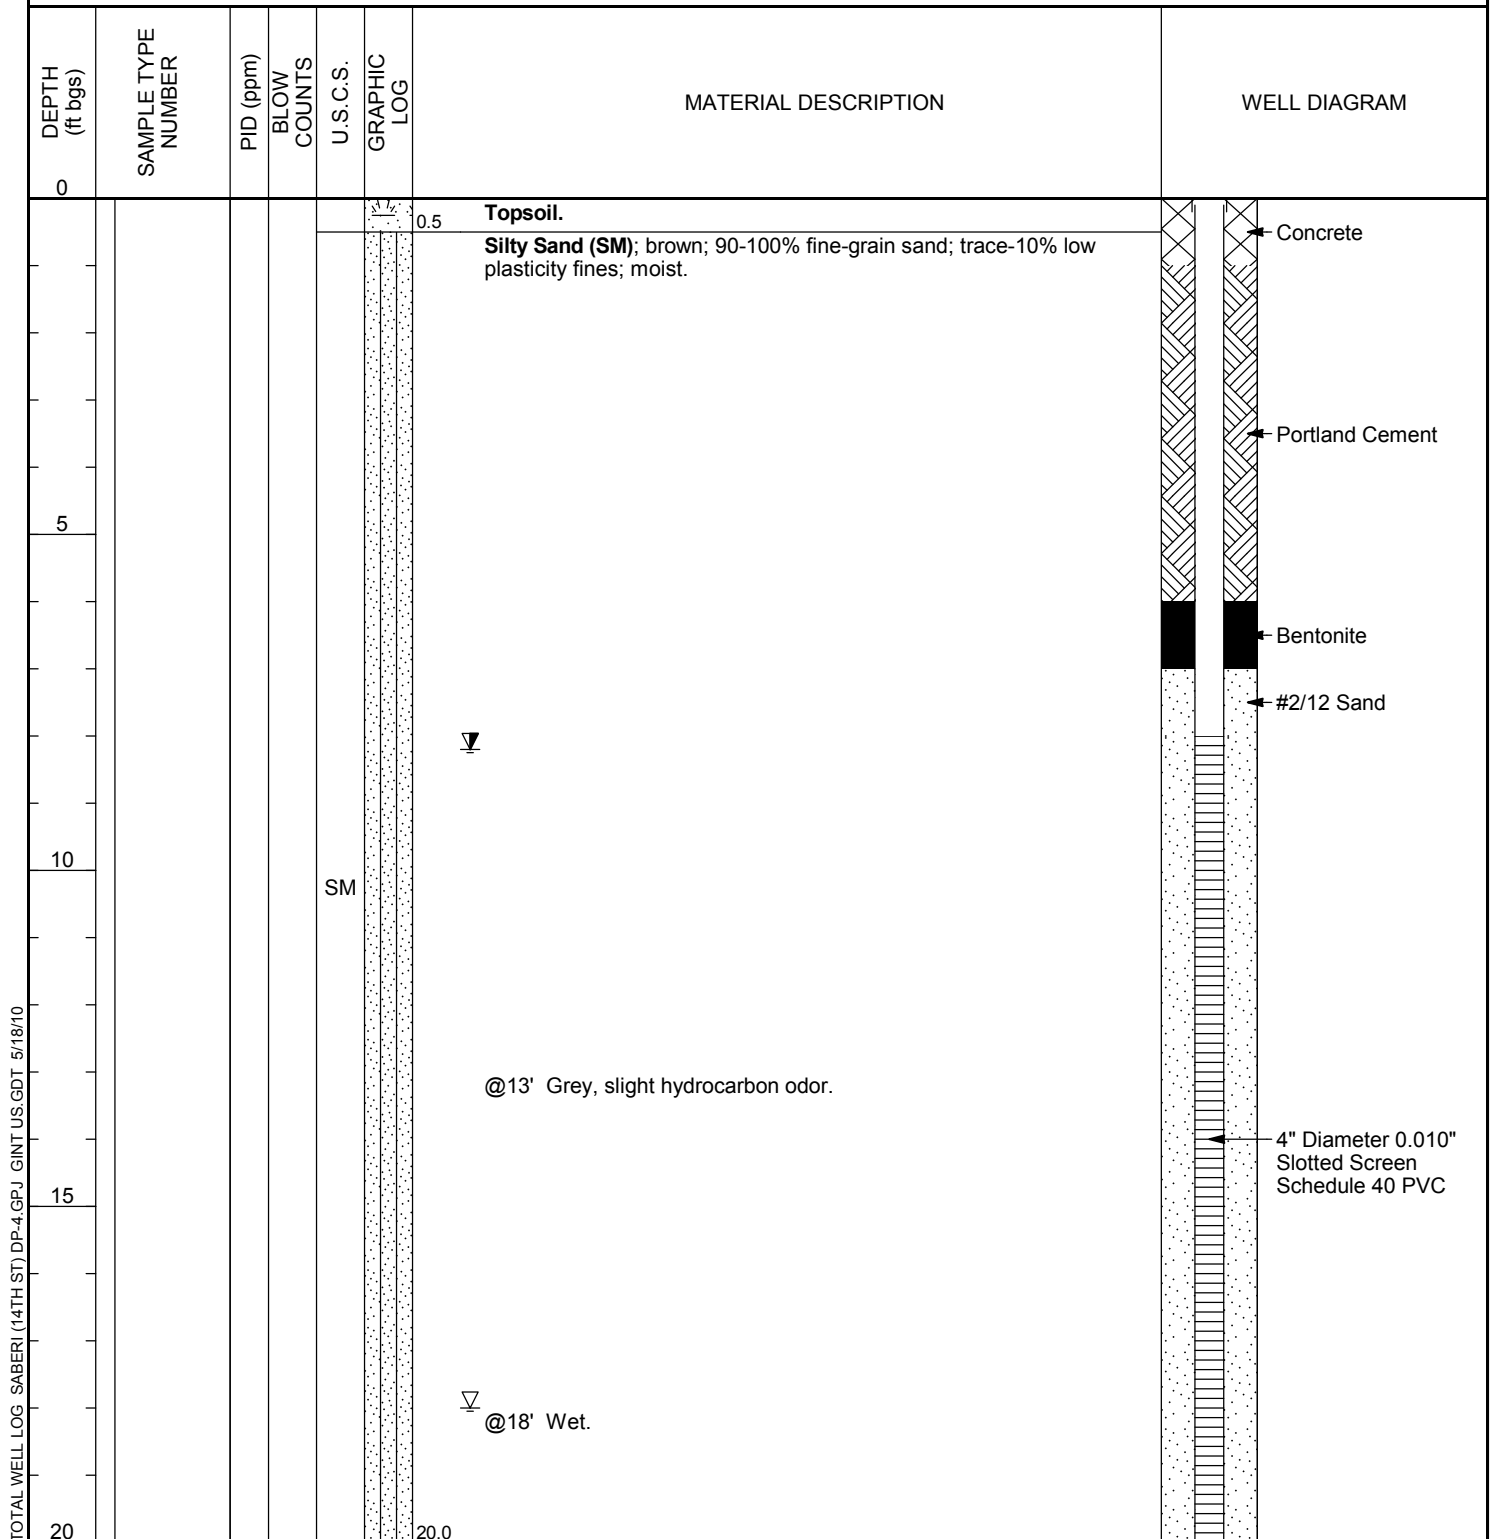 DEPTH
(ft bgs)
SAMPLE TYPE
NUMBER
PID (ppm)
BLOW
COUNTS
U.S.C.S.
GRAPHIC
LOG
MATERIAL DESCRIPTION
WELL DIAGRAM
0
0.5
Topsoil.
Silty Sand (SM); brown; 90-100% fine-grain sand; trace-10% low
plasticity fines; moist.
Concrete
Portland Cement
5
Bentonite
#2/12 Sand
10
SM
@13' Grey, slight hydrocarbon odor.
4" Diameter 0.010"
Slotted Screen
Schedule 40 PVC
15
@18' Wet.
20
20.0
TOTAL WELL LOG SABERI (14TH ST) DP-4.GPJ GINT US.GDT 5/18/10